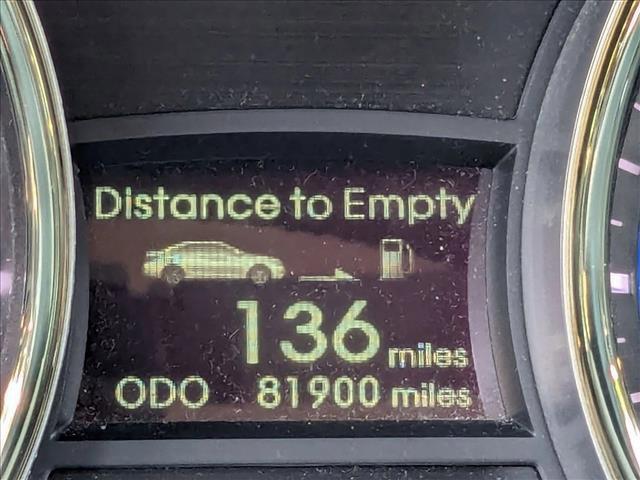 Distance to Empty
136 miles
ODO 81900 miles